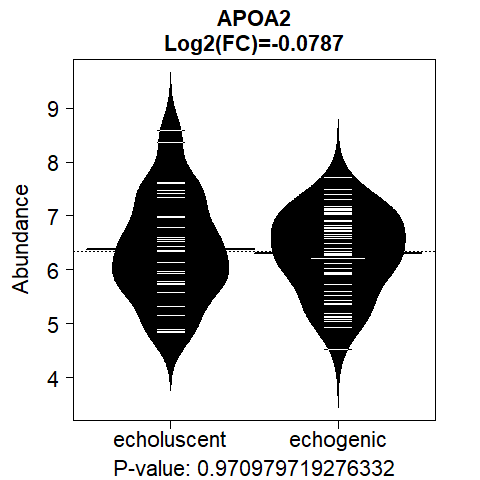 APOA2
Log2(FC)=-0.0787
Abundance
9
8
7
6
5
4
echoluscent echogenic
P-value: 0.970979719276332